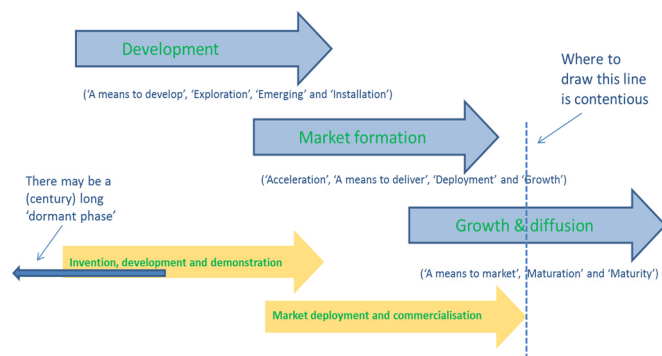 Development
('A means to develop', 'Exploration', 'Emerging' and 'Installation')
Where to
draw this line
is contentious
Market formation
('Acceleration', 'A means to deliver', 'Deployment' and 'Growth')
There may be a
(century) long
'dormant phase'
Growth & diffusion
Invention, development and demonstration
('A means to market', 'Maturation' and 'Maturity')
Market deployment and commercialisation